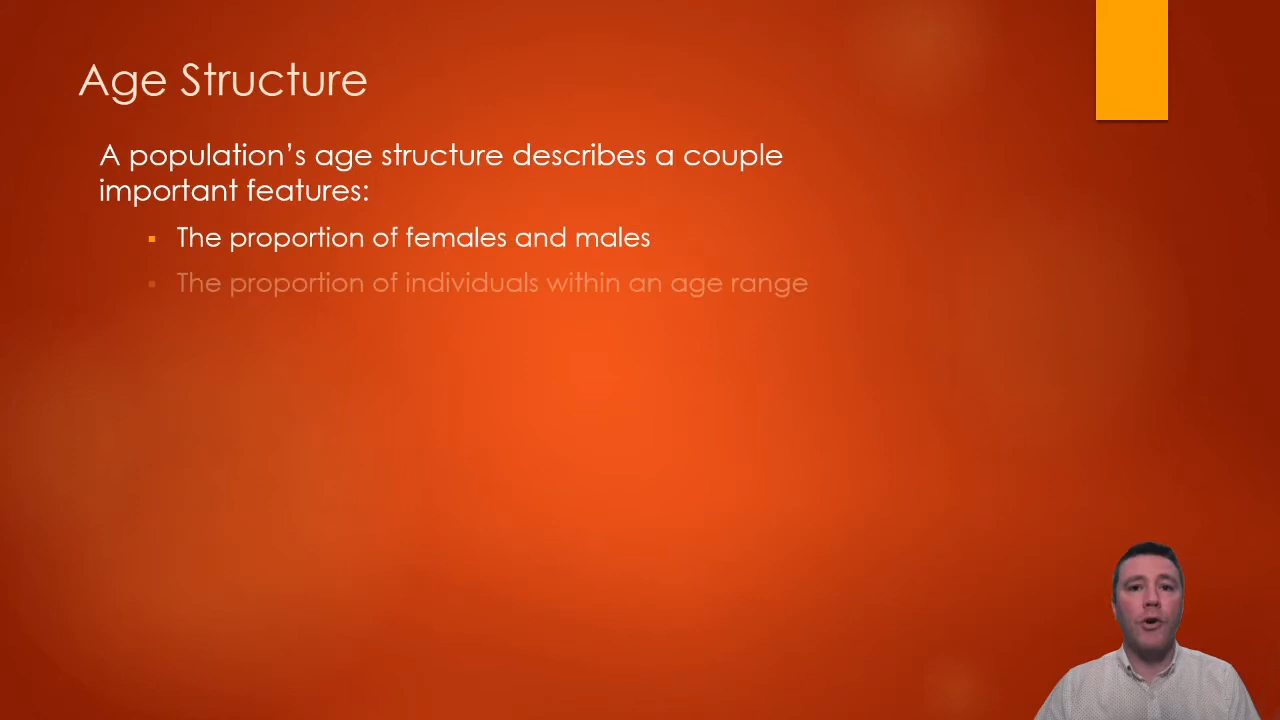 Age Structure
A population’s age structure describes a couple
important features:
The proportion of females and males
The proportion of individuals within an age range